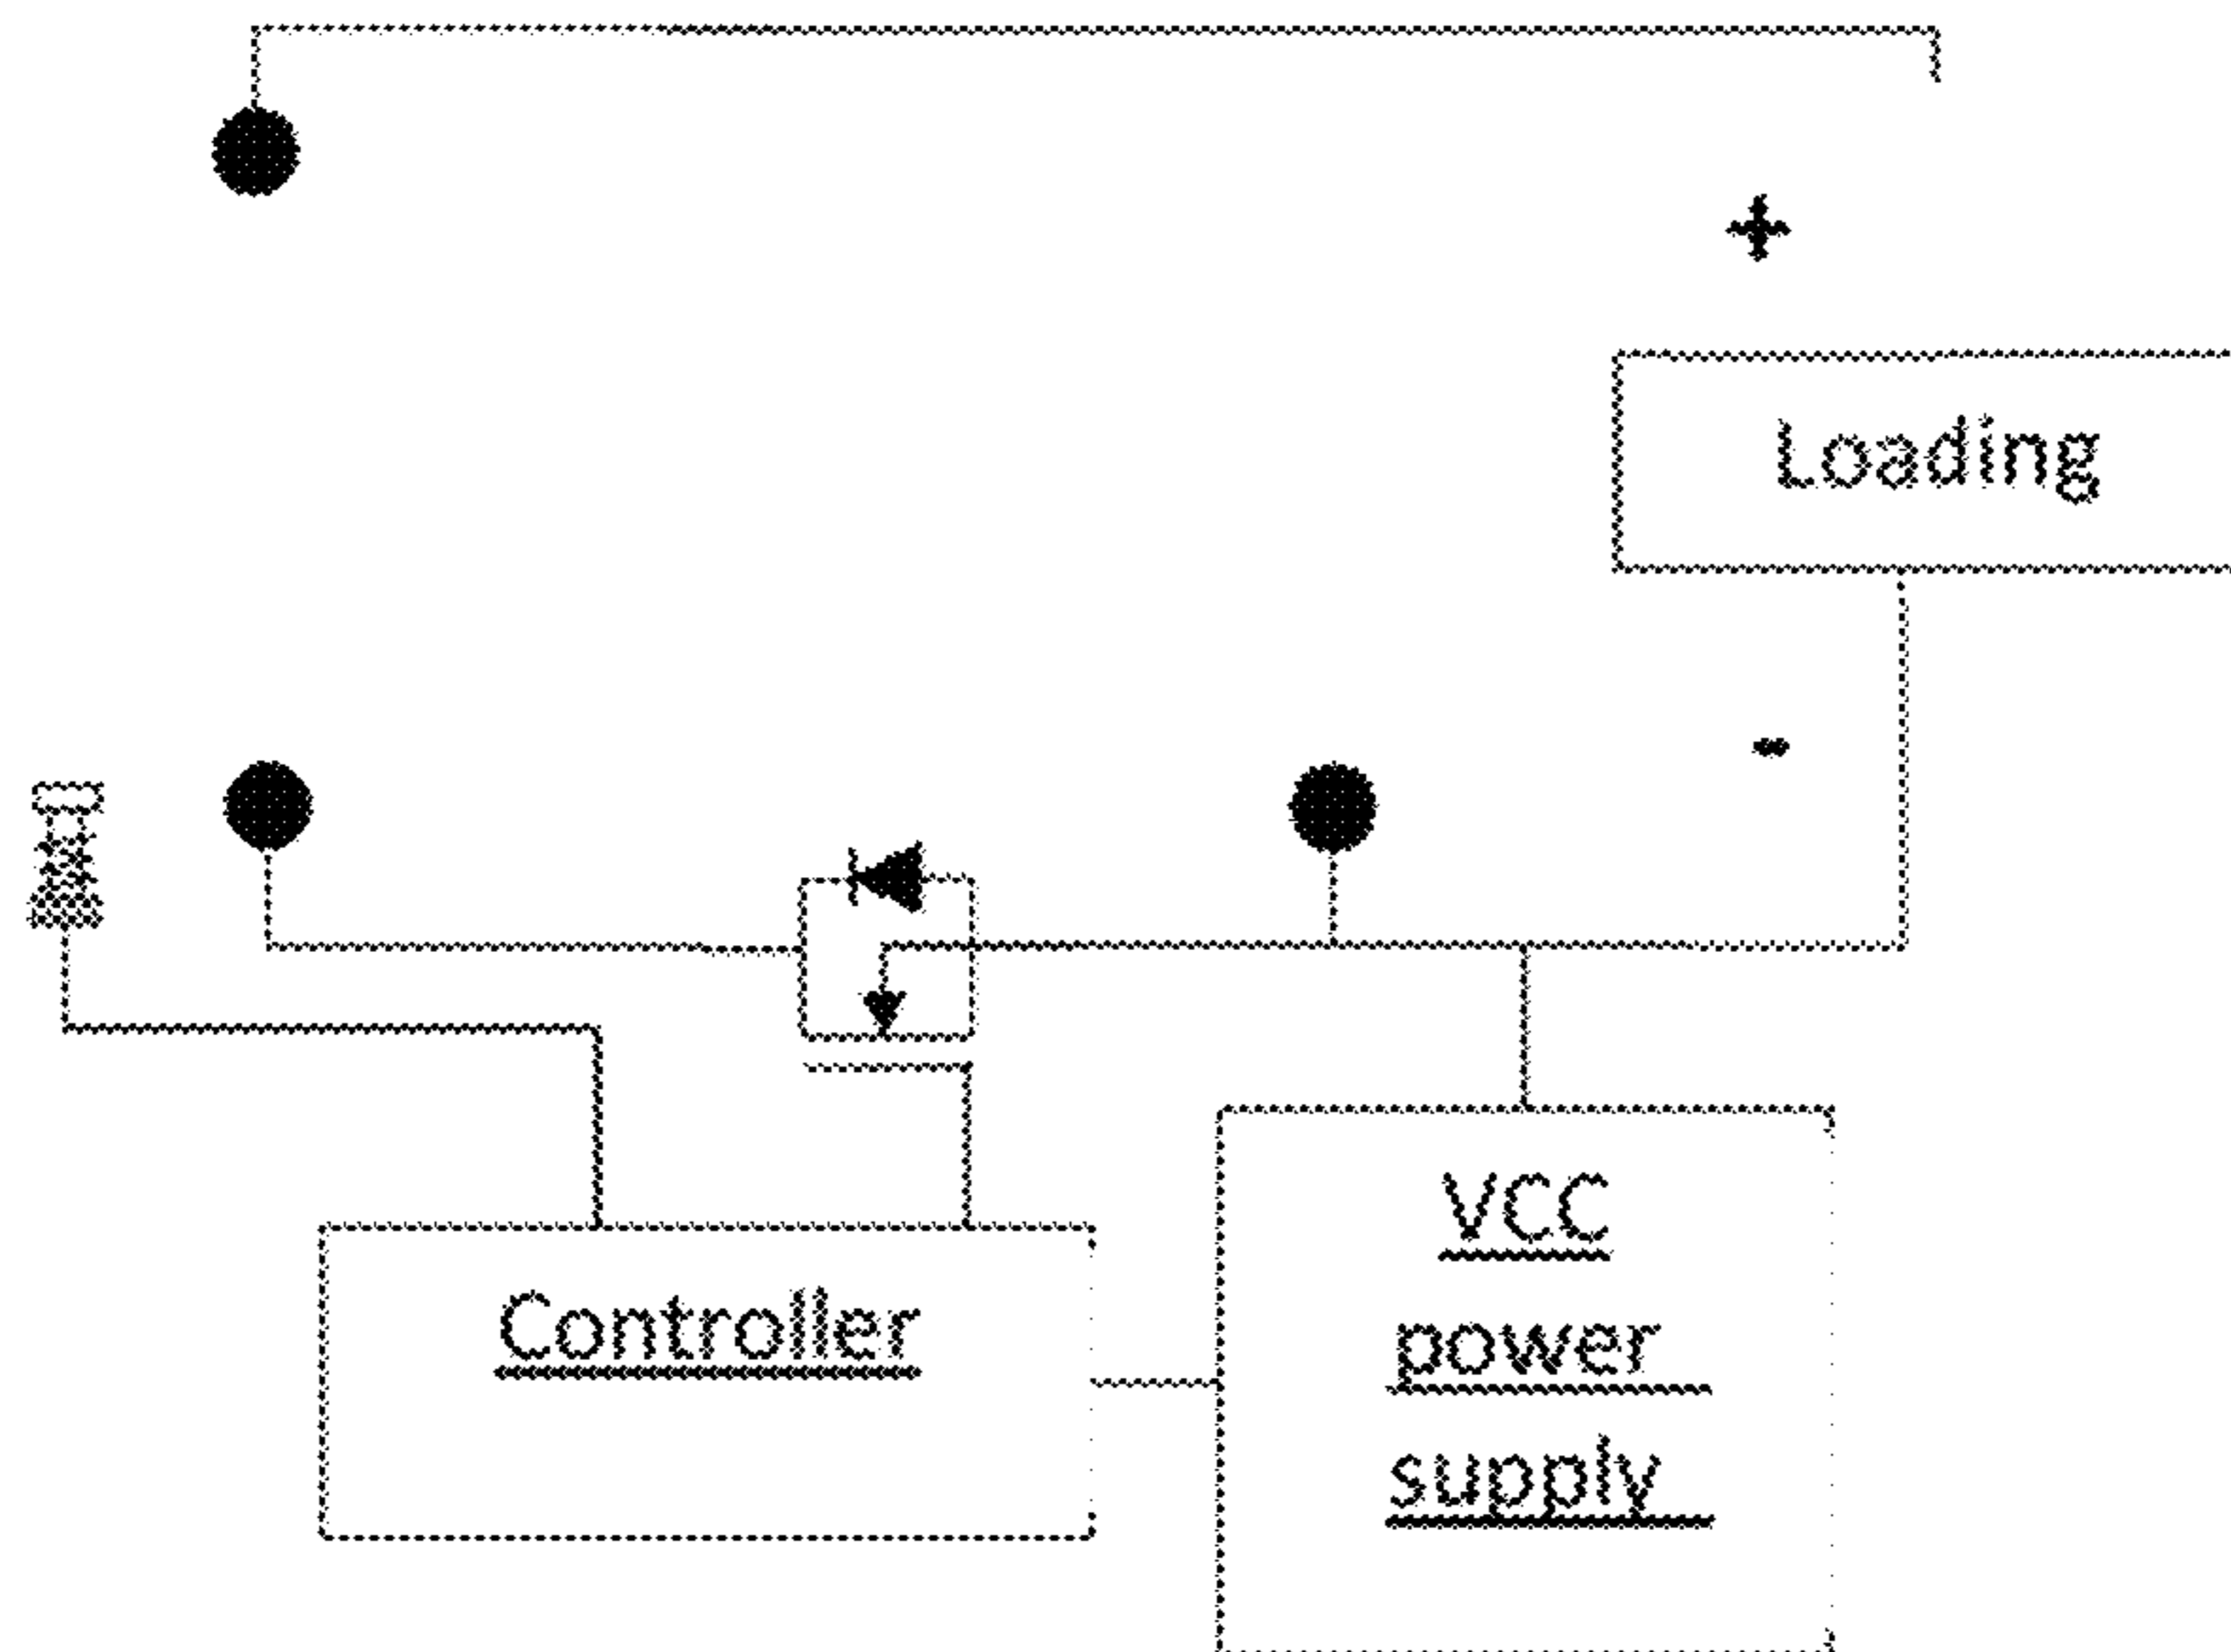 +
Loading
-
VCC
Controller
power
supply